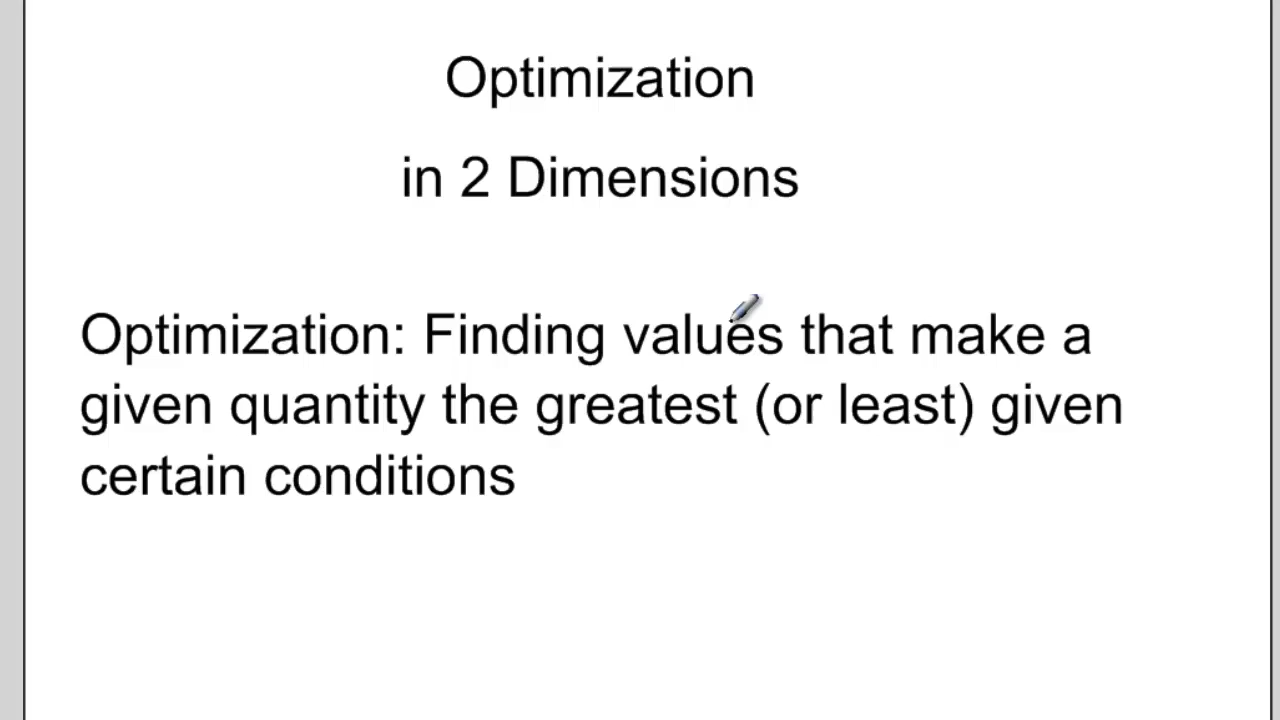 Optimization
in 2 Dimensions
Optimization: Finding values that make a
given quantity the greatest (or least) given
certain conditions